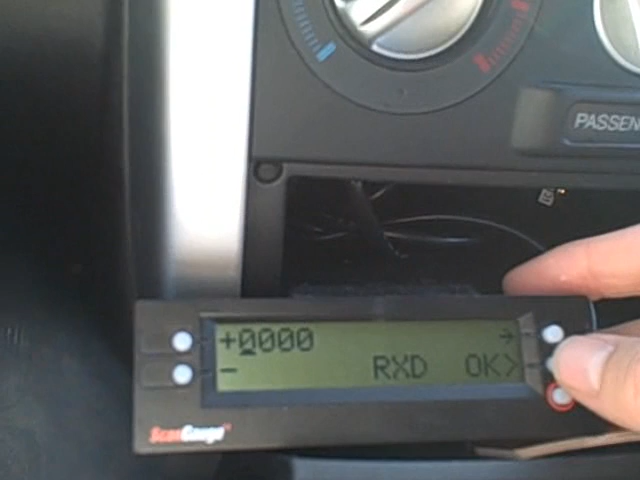 PASSEN
+0000 →
- RXD OK>
ScanGauge